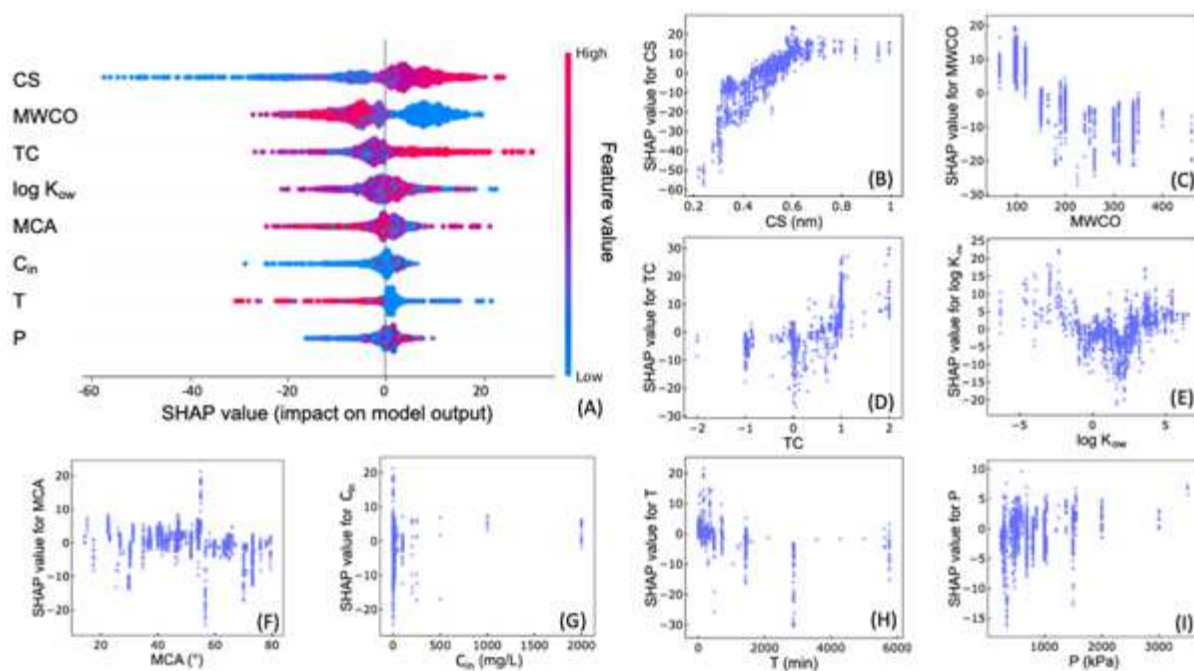 CS
MWCO
TC
log Kow
MCA
Cin
T
P
High
Feature value
Low
-60 -40 -20 0 20
SHAP value (impact on model output)
(A)
SHAP value for CS
20
10
0
-10
-20
-30
-40
-50
-60
0.2 0.4 0.6 0.8 1.0
CS (nm)
(B)
SHAP value for MWCO
20
10
0
-10
-20
100 200 300 400
MWCO
(C)
SHAP value for TC
30
20
10
0
-10
-20
-30
-2 -1 0 1 2
TC
(D)
SHAP value for log Kow
25
20
15
10
5
0
-5
-10
-15
-20
-5 0 5
log Kow
(E)
SHAP value for MCA
20
10
0
-10
-20
20 40 60 80
MCA (°)
(F)
SHAP value for Cin
20
10
0
-10
-20
0 500 1000 1500 2000
Cin (mg/L)
(G)
SHAP value for T
20
10
0
-10
-20
-30
0 2000 4000 6000
T (min)
(H)
SHAP value for P
10
5
0
-5
-10
-15
1000 2000 3000
P (kPa)
(I)